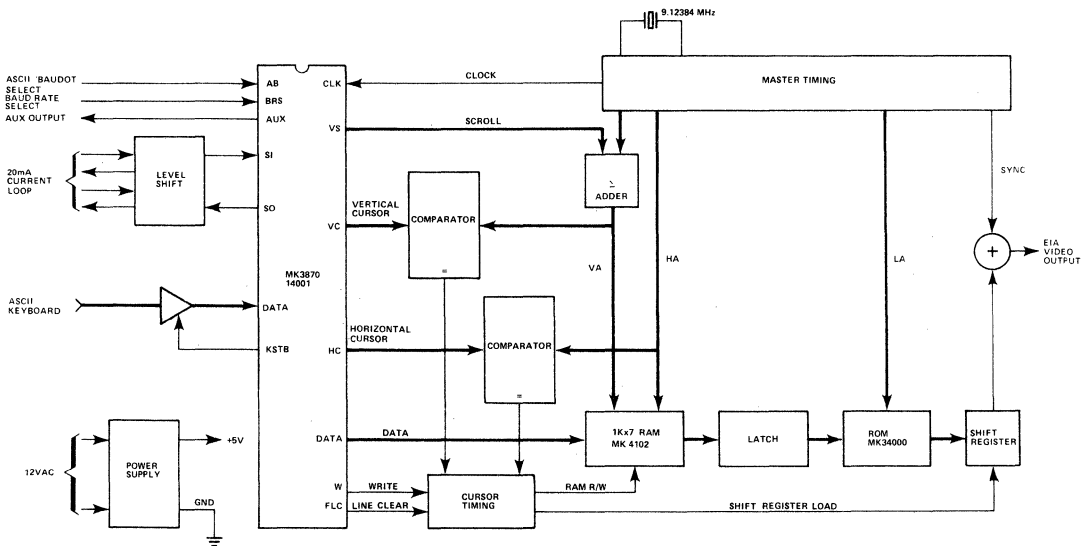 9.12384 MHz
MASTER TIMING
ASCII 'BAUDOT
SELECT
BAUD RATE
SELECT
AUX OUTPUT
AB
BRS
AUX
CLK
CLOCK
VS
SCROLL
20mA
CURRENT
LOOP
LEVEL
SHIFT
SI
SO
Σ
ADDER
SYNC
VERTICAL
CURSOR
VC
COMPARATOR
=
VA
HA
LA
+
EIA
VIDEO
OUTPUT
MK3870
14001
ASCII
KEYBOARD
DATA
KSTB
HORIZONTAL
CURSOR
HC
COMPARATOR
=
DATA
DATA
1Kx7 RAM
MK 4102
LATCH
ROM
MK34000
SHIFT
REGISTER
12VAC
POWER
SUPPLY
+5V
GND
W
WRITE
FLC
LINE CLEAR
CURSOR
TIMING
RAM R/W
SHIFT REGISTER LOAD